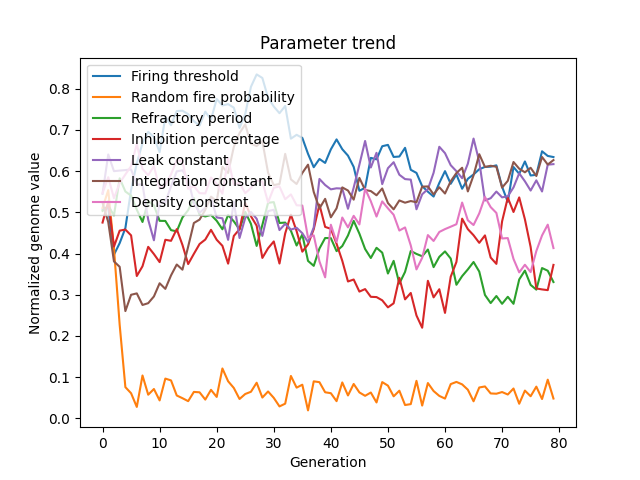 Parameter trend
Firing threshold
Random fire probability
Refractory period
Inhibition percentage
Leak constant
Integration constant
Density constant
Normalized genome value
0.8
0.7
0.6
0.5
0.4
0.3
0.2
0.1
0.0
0 10 20 30 40 50 60 70 80
Generation